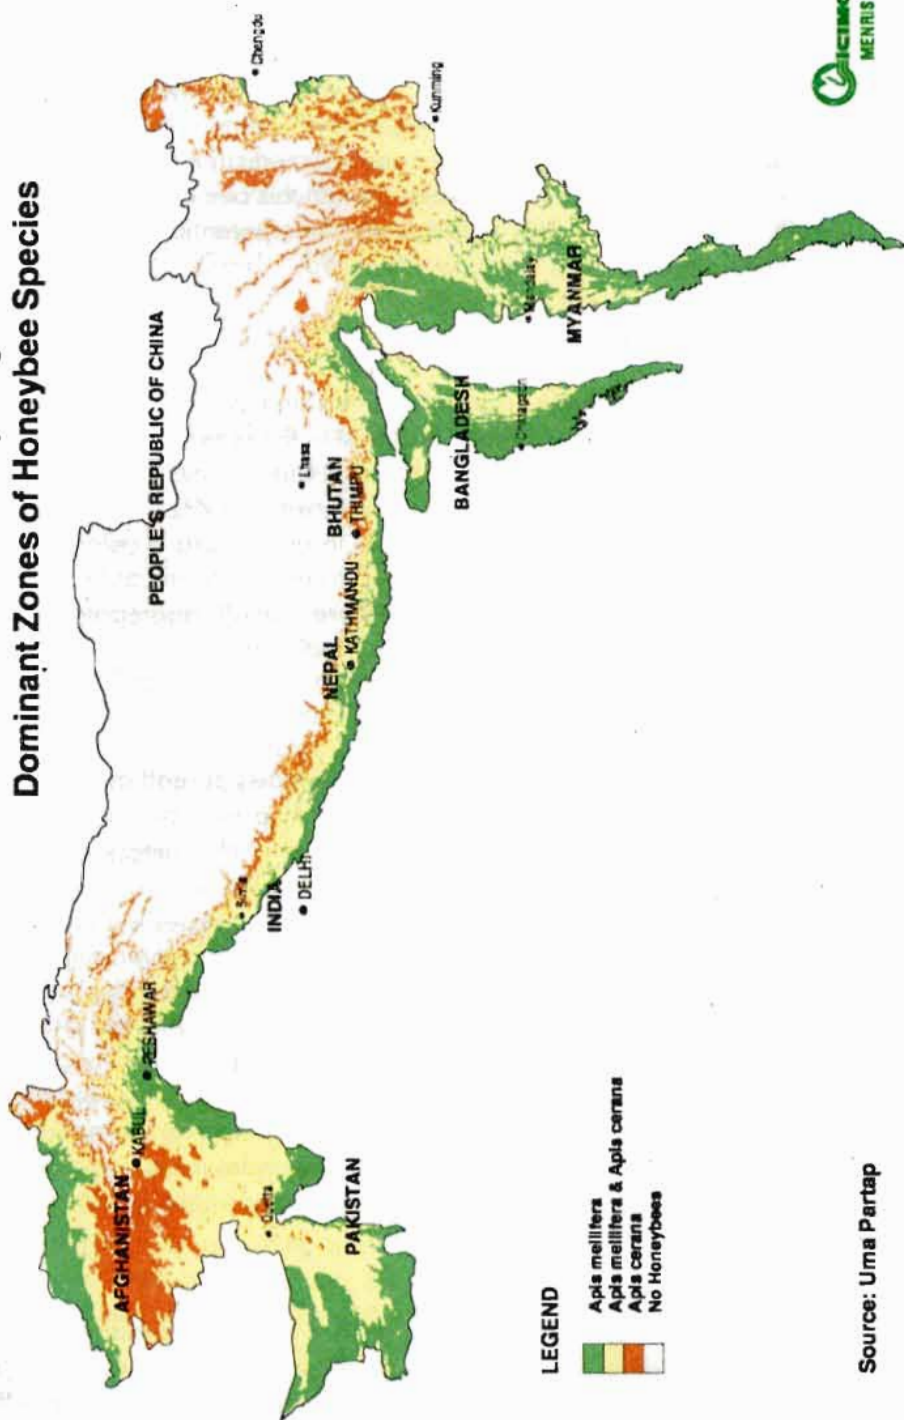 Dominant Zones of Honeybee Species
PEOPLE'S REPUBLIC OF CHINA
Chengdu
Kunming
Lhasa
BHUTAN
THIMPU
NEPAL
KATHMANDU
INDIA
DELHI
BANGLADESH
MYANMAR
PESHAWAR
KABUL
AFGHANISTAN
PAKISTAN
LEGEND
Apis mellifera
Apis mellifera & Apis cerana
Apis cerana
No Honeybees
Source: Uma Partap
MENRIS